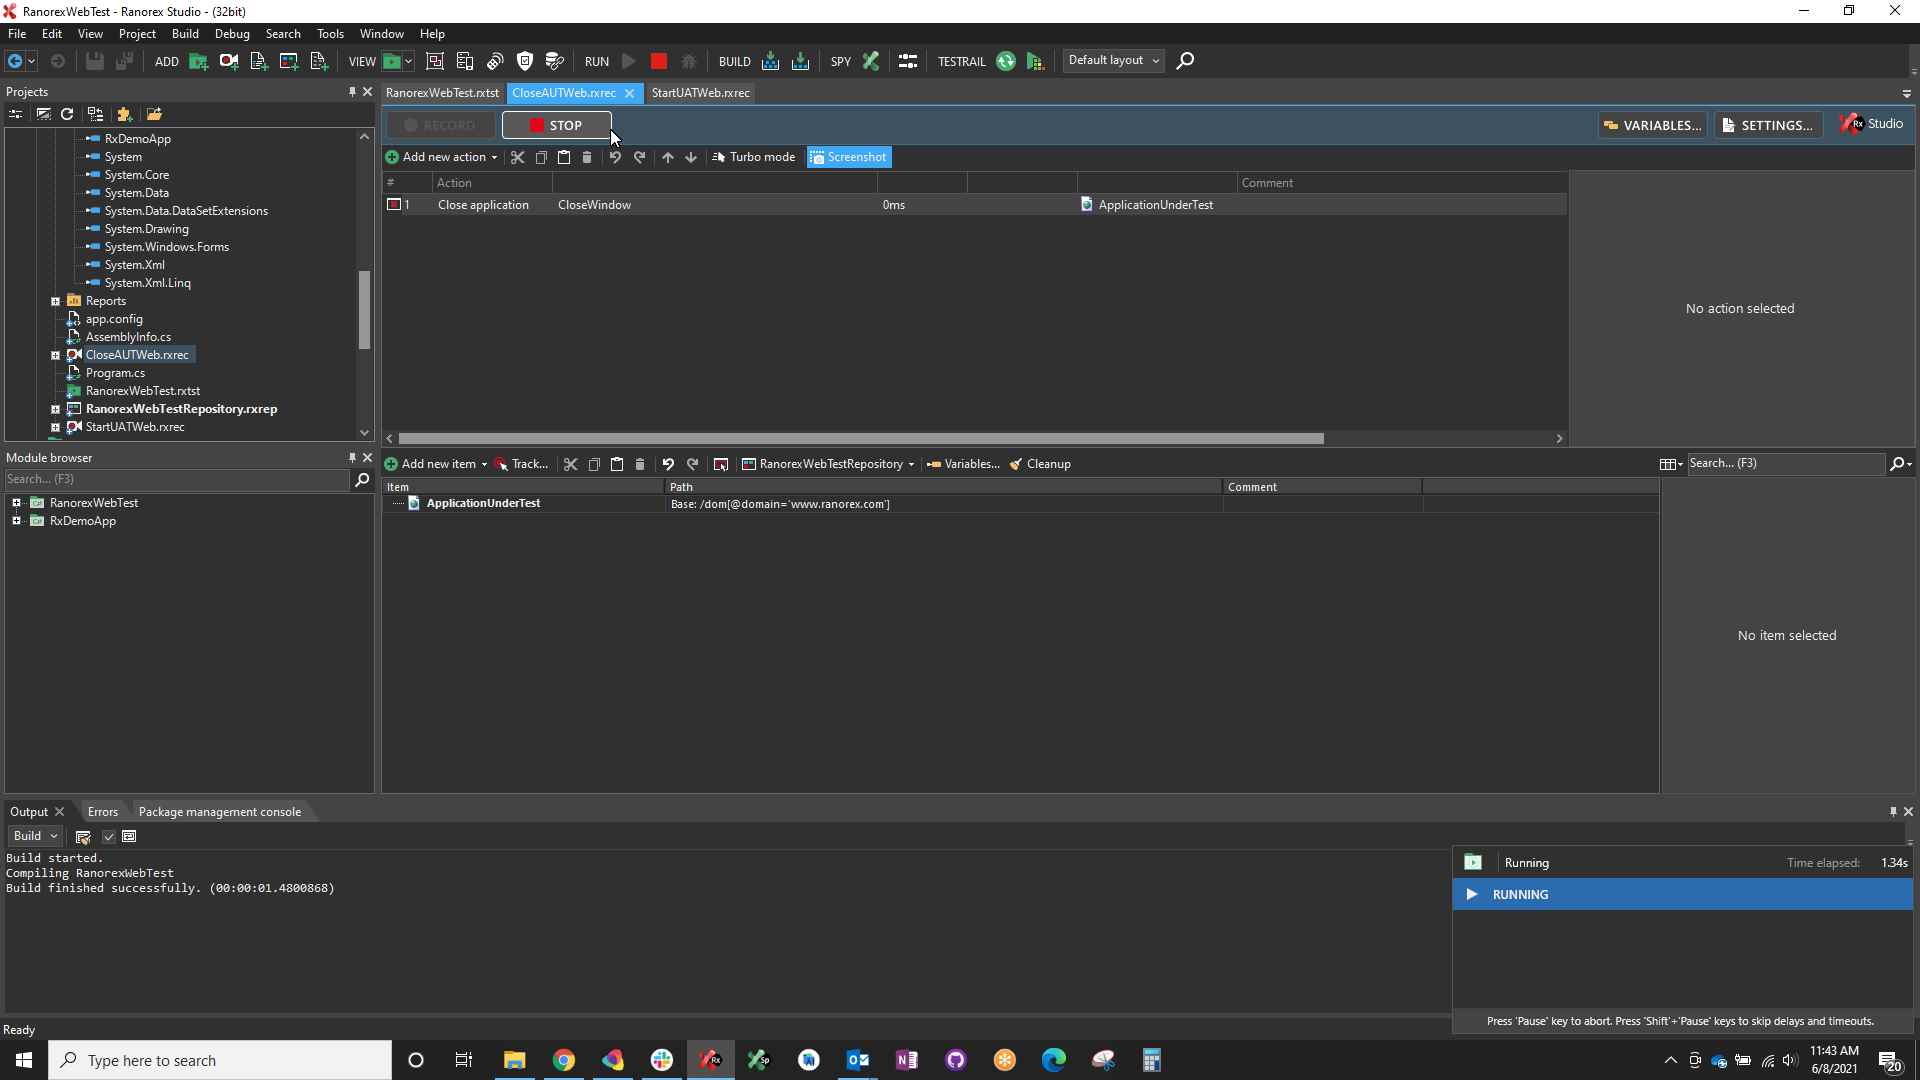 RanorexWebTest - Ranorex Studio - (32bit)
File Edit View Project Build Debug Search Tools Window Help
ADD VIEW RUN BUILD SPY TESTRAIL Default layout
Projects
RanorexWebTest.rxtst CloseAUTWeb.rxrec StartUATWeb.rxrec
RECORD STOP VARIABLES... SETTINGS... Rx Studio
Add new action Turbo mode Screenshot
# Action Comment
1 Close application CloseWindow 0ms ApplicationUnderTest
No action selected
RxDemoApp
System
System.Core
System.Data
System.Data.DataSetExtensions
System.Drawing
System.Windows.Forms
System.Xml
System.Xml.Linq
Reports
app.config
AssemblyInfo.cs
CloseAUTWeb.rxrec
Program.cs
RanorexWebTest.rxtst
RanorexWebTestRepository.rxrep
StartUATWeb.rxrec
Module browser
Search... (F3)
RanorexWebTest
RxDemoApp
Add new item Track... RanorexWebTestRepository Variables... Cleanup Search... (F3)
Item Path Comment
ApplicationUnderTest Base: /dom[@domain='www.ranorex.com']
No item selected
Output Errors Package management console
Build
Build started.
Compiling RanorexWebTest
Build finished successfully. (00:00:01.4800868)
Running Time elapsed: 1.34s
RUNNING
Press 'Pause' key to abort. Press 'Shift'+'Pause' keys to skip delays and timeouts.
Ready
Type here to search
11:43 AM
6/8/2021
20